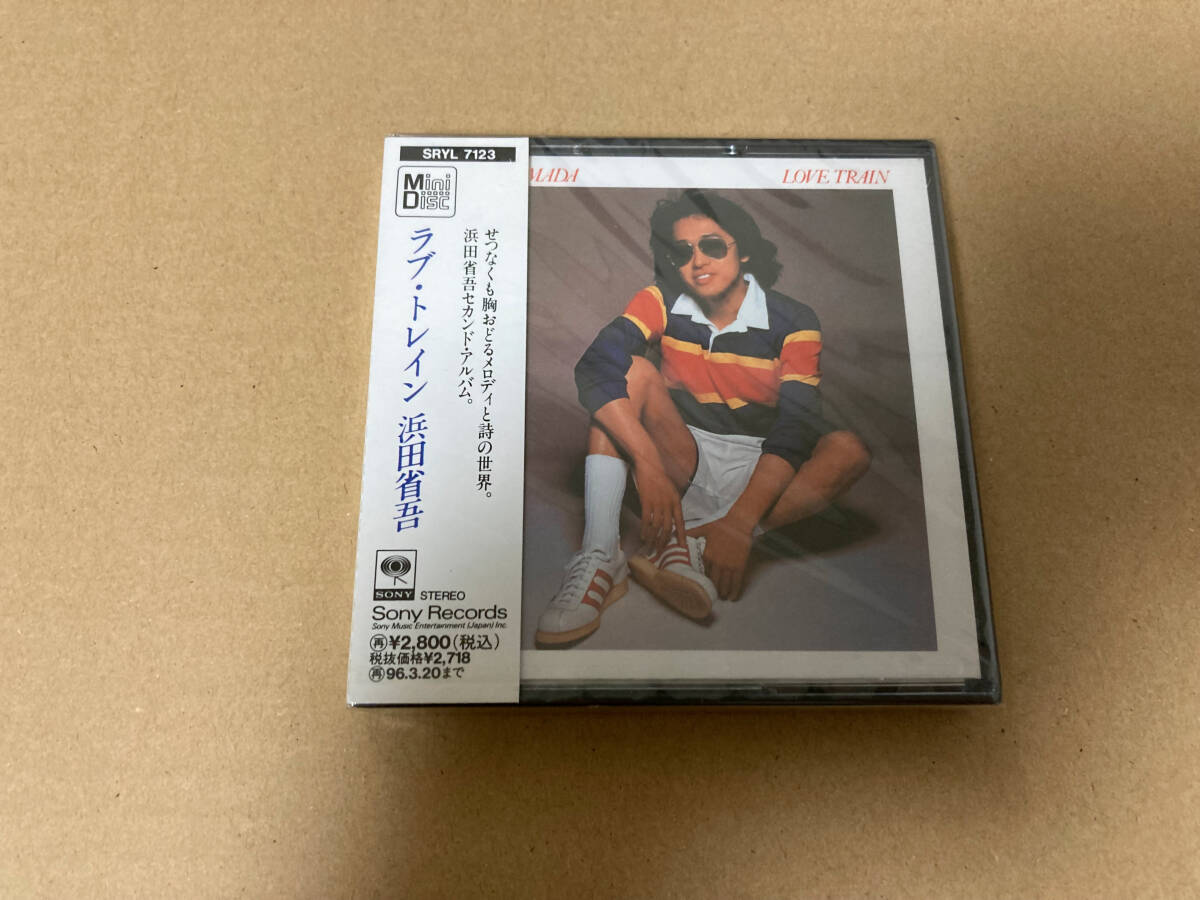 SRYL 7123
Mini Disc
ラブ・トレイン 浜田省吾
せつなくも胸おどるメロディと詩の世界。
浜田省吾セカンド・アルバム。
SONY
STEREO
Sony Records
Sony Music Entertainment (Japan) Inc.
再¥2,800(税込)
税抜価格¥2,718
再96.3.20まで
MADA
LOVE TRAIN